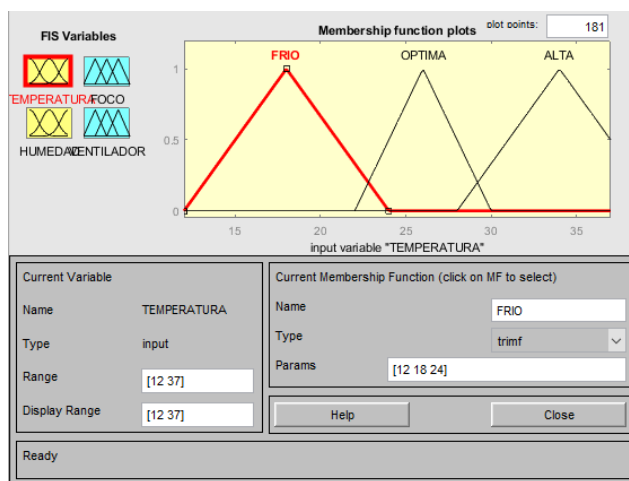 FIS Variables
Membership function plots
plot points:
181
FRIO
OPTIMA
ALTA
1
0.5
0
15
20
25
30
35
input variable "TEMPERATURA"
TEMPERATURA
FOCO
HUMEDAD
VENTILADOR
Current Variable
Name
TEMPERATURA
Type
input
Range
[12 37]
Display Range
[12 37]
Current Membership Function (click on MF to select)
Name
FRIO
Type
trimf
Params
[12 18 24]
Help
Close
Ready